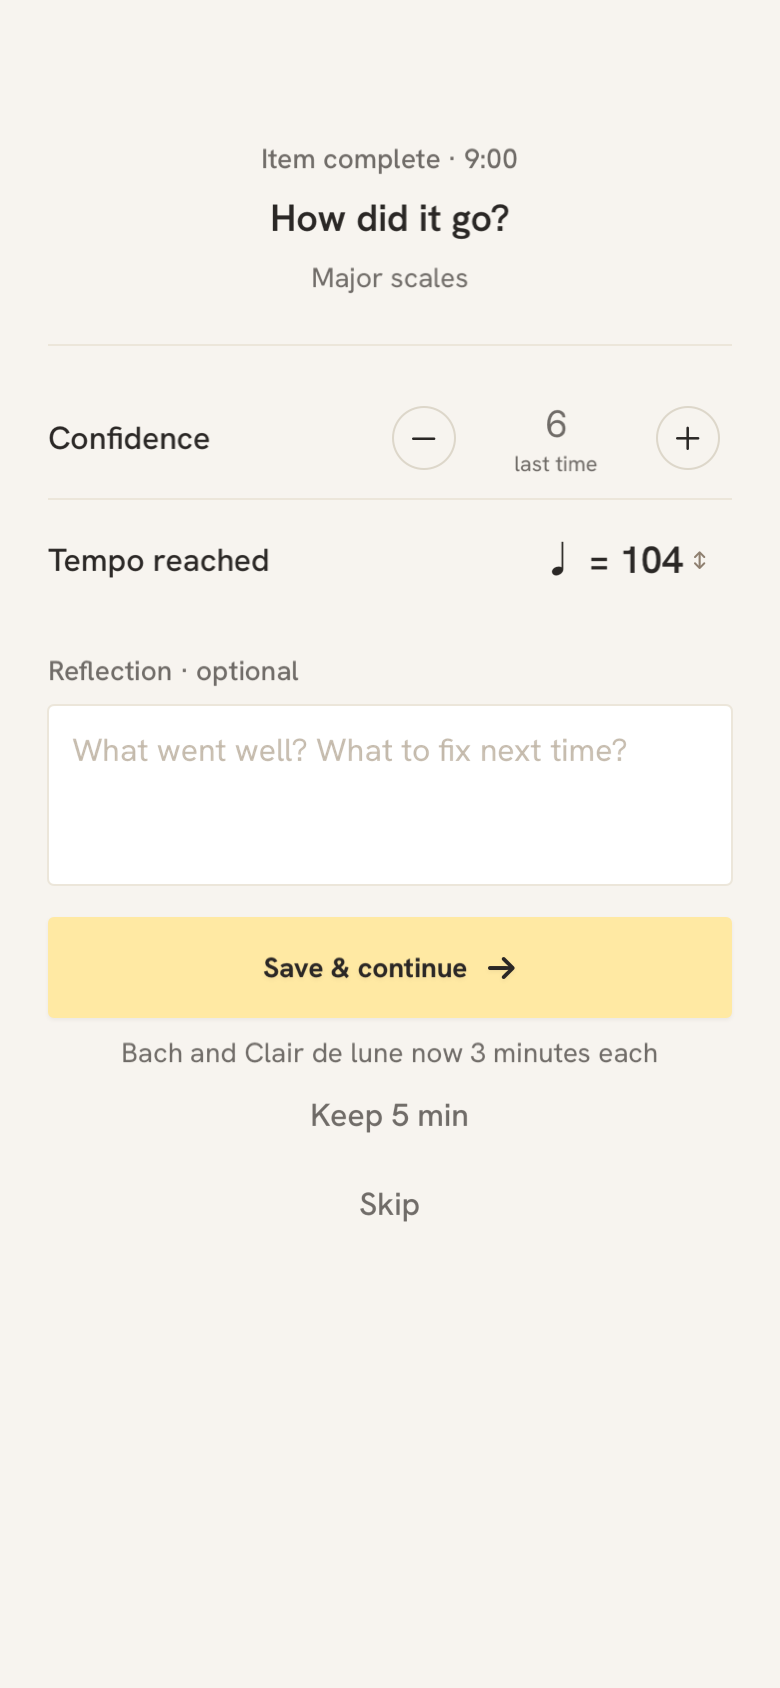 Item complete · 9:00
How did it go?
Major scales
Confidence
6
last time
Tempo reached
♩ = 104
Reflection · optional
What went well? What to fix next time?
Save & continue →
Bach and Clair de lune now 3 minutes each
Keep 5 min
Skip